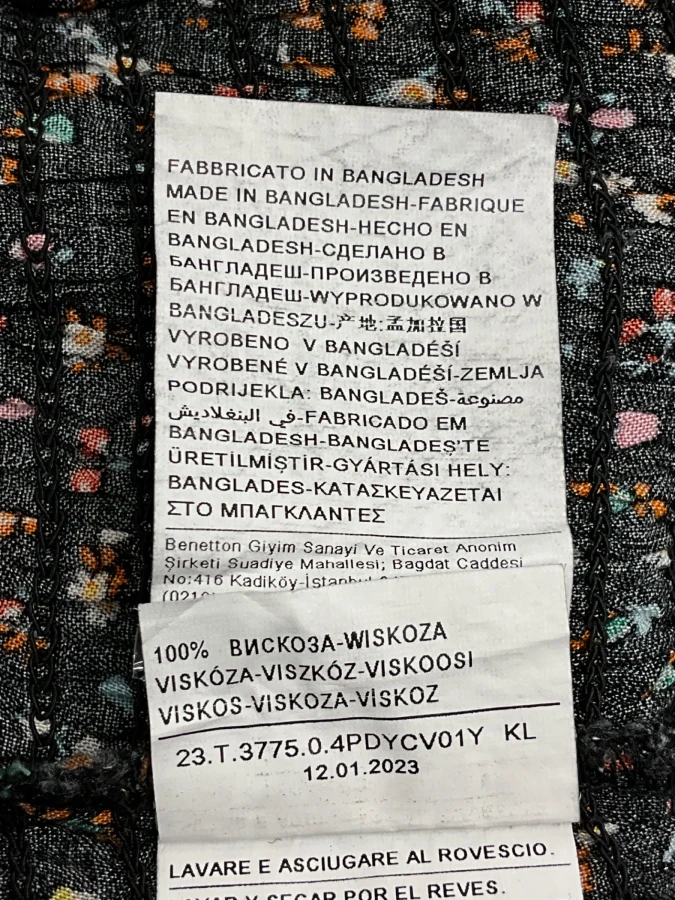 FABBRICATO IN BANGLADESH
MADE IN BANGLADESH-FABRIQUE
EN BANGLADESH-HECHO EN
BANGLADESH-СДЕЛАНО В
БАНГЛАДЕШ-ПРОИЗВЕДЕНО В
БАНГЛАДЕШ-WYPRODUKOWANO W
BANGLADESZU-产地:孟加拉国
VYROBENO V BANGLADÉŠÍ
VYROBENÉ V BANGLADÉŠÍ-ZEMLJA
PODRIJEKLA: BANGLADEŠ-مصنوعة
في البنغلاديش-FABRICADO EM
BANGLADESH-BANGLADEŞ'TE
ÜRETİLMİŞTİR-GYÁRTÁSI HELY:
BANGLADES-ΚΑΤΑΣΚΕΥΑΖΕΤΑΙ
ΣΤΟ ΜΠΑΓΚΛΑΝΤΕΣ
Benetton Giyim Sanayi Ve Ticaret Anonim
Şirketi Suadiye Mahallesi; Bagdat Caddesi
No:416 Kadiköy-İstanbul
100% ВИСКОЗА-WISKOZA
VISKÓZA-VISZKÓZ-VISKOOSI
VISKOS-VISKOZA-VİSKOZ
23.T.3775.0.4PDYCV01Y KL
12.01.2023
LAVARE E ASCIUGARE AL ROVESCIO.
Y SECAR POR EL REVES.